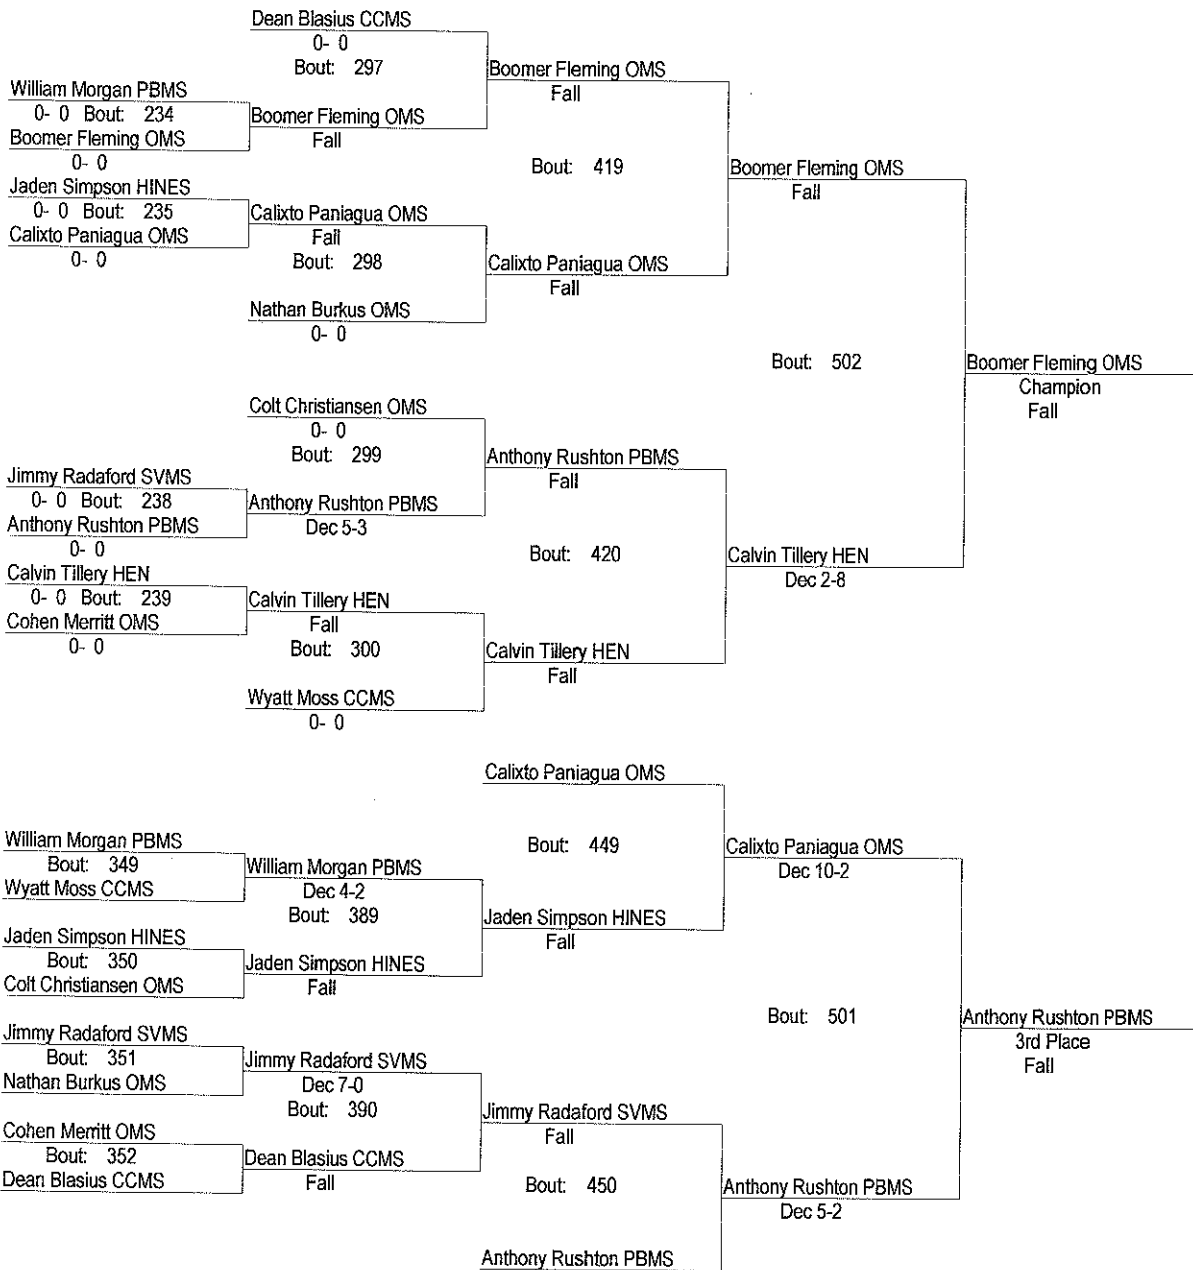 Dean Blasius CCMS
0- 0
Bout: 297
Boomer Fleming OMS
Fall
William Morgan PBMS
0- 0 Bout: 234
Boomer Fleming OMS
Fall
Boomer Fleming OMS
0- 0
Bout: 419
Boomer Fleming OMS
Fall
Jaden Simpson HINES
0- 0 Bout: 235
Calixto Paniagua OMS
Fall
Calixto Paniagua OMS
0- 0
Bout: 298
Calixto Paniagua OMS
Fall
Nathan Burkus OMS
0- 0
Bout: 502
Boomer Fleming OMS
Champion
Fall
Colt Christiansen OMS
0- 0
Bout: 299
Anthony Rushton PBMS
Fall
Jimmy Radaford SVMS
0- 0 Bout: 238
Anthony Rushton PBMS
Dec 5-3
Anthony Rushton PBMS
0- 0
Bout: 420
Calvin Tillery HEN
Dec 2-8
Calvin Tillery HEN
0- 0 Bout: 239
Calvin Tillery HEN
Fall
Cohen Merritt OMS
0- 0
Bout: 300
Calvin Tillery HEN
Fall
Wyatt Moss CCMS
0- 0
Calixto Paniagua OMS
William Morgan PBMS
Bout: 349
Wyatt Moss CCMS
William Morgan PBMS
Dec 4-2
Bout: 389
Bout: 449
Calixto Paniagua OMS
Dec 10-2
Jaden Simpson HINES
Fall
Jaden Simpson HINES
Bout: 350
Colt Christiansen OMS
Jaden Simpson HINES
Fall
Bout: 501
Anthony Rushton PBMS
3rd Place
Fall
Jimmy Radaford SVMS
Bout: 351
Nathan Burkus OMS
Jimmy Radaford SVMS
Dec 7-0
Bout: 390
Jimmy Radaford SVMS
Fall
Cohen Merritt OMS
Bout: 352
Dean Blasius CCMS
Dean Blasius CCMS
Fall
Bout: 450
Anthony Rushton PBMS
Dec 5-2
Anthony Rushton PBMS